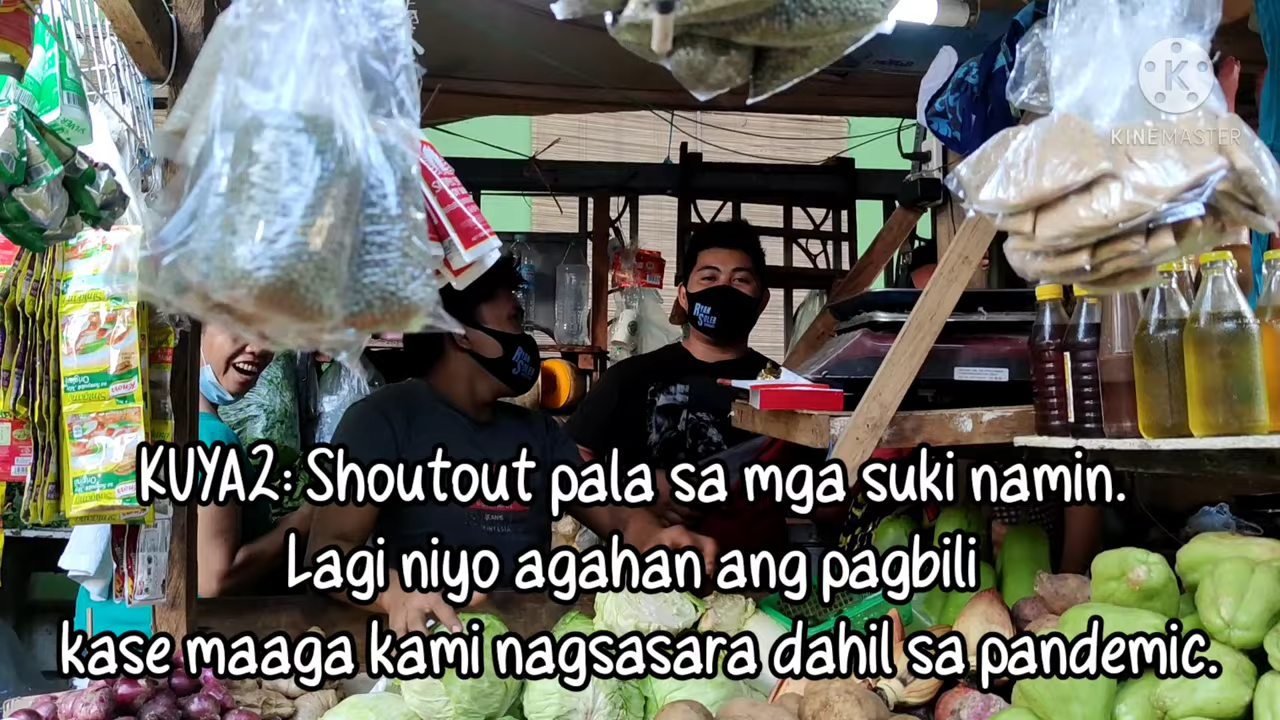 KINEMASTER
RYAN
KUYA2: Shoutout pala sa mga suki namin.
Lagi niyo agahan ang pagbili
kase maaga kami nagsasara dahil sa pandemic.